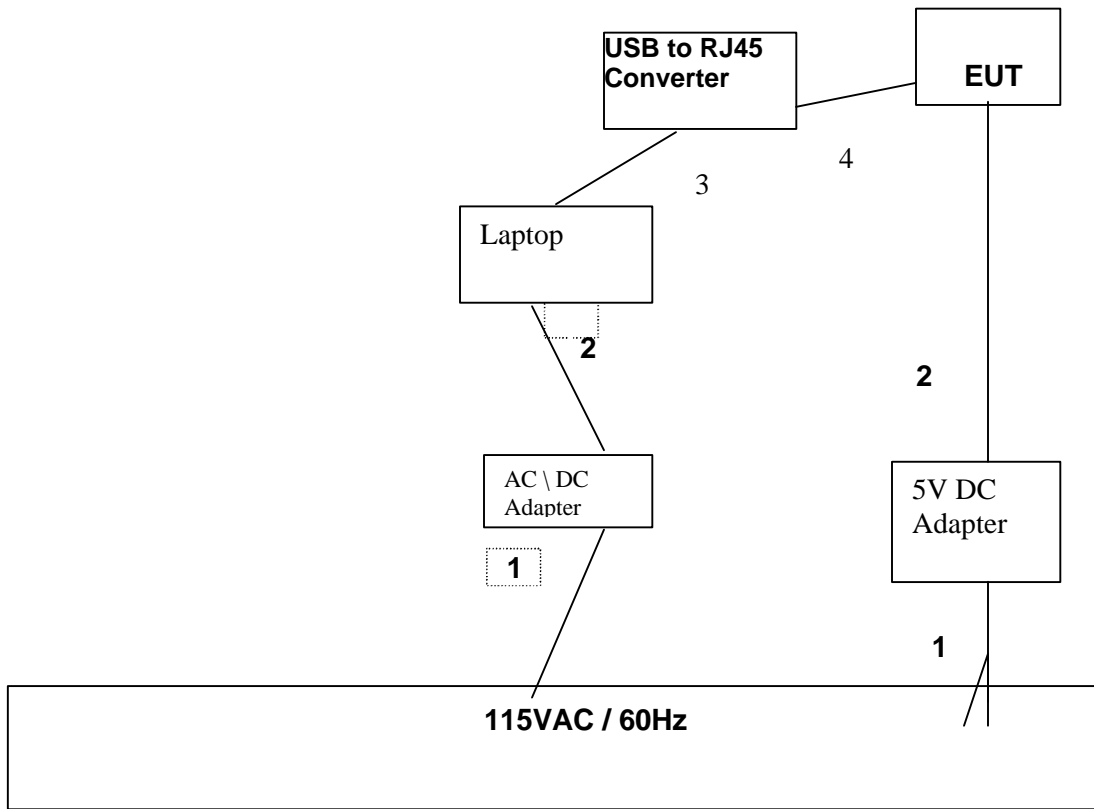 USB to RJ45
Converter
EUT
4
3
Laptop
2
2
AC \ DC
Adapter
5V DC
Adapter
1
1
115VAC / 60Hz